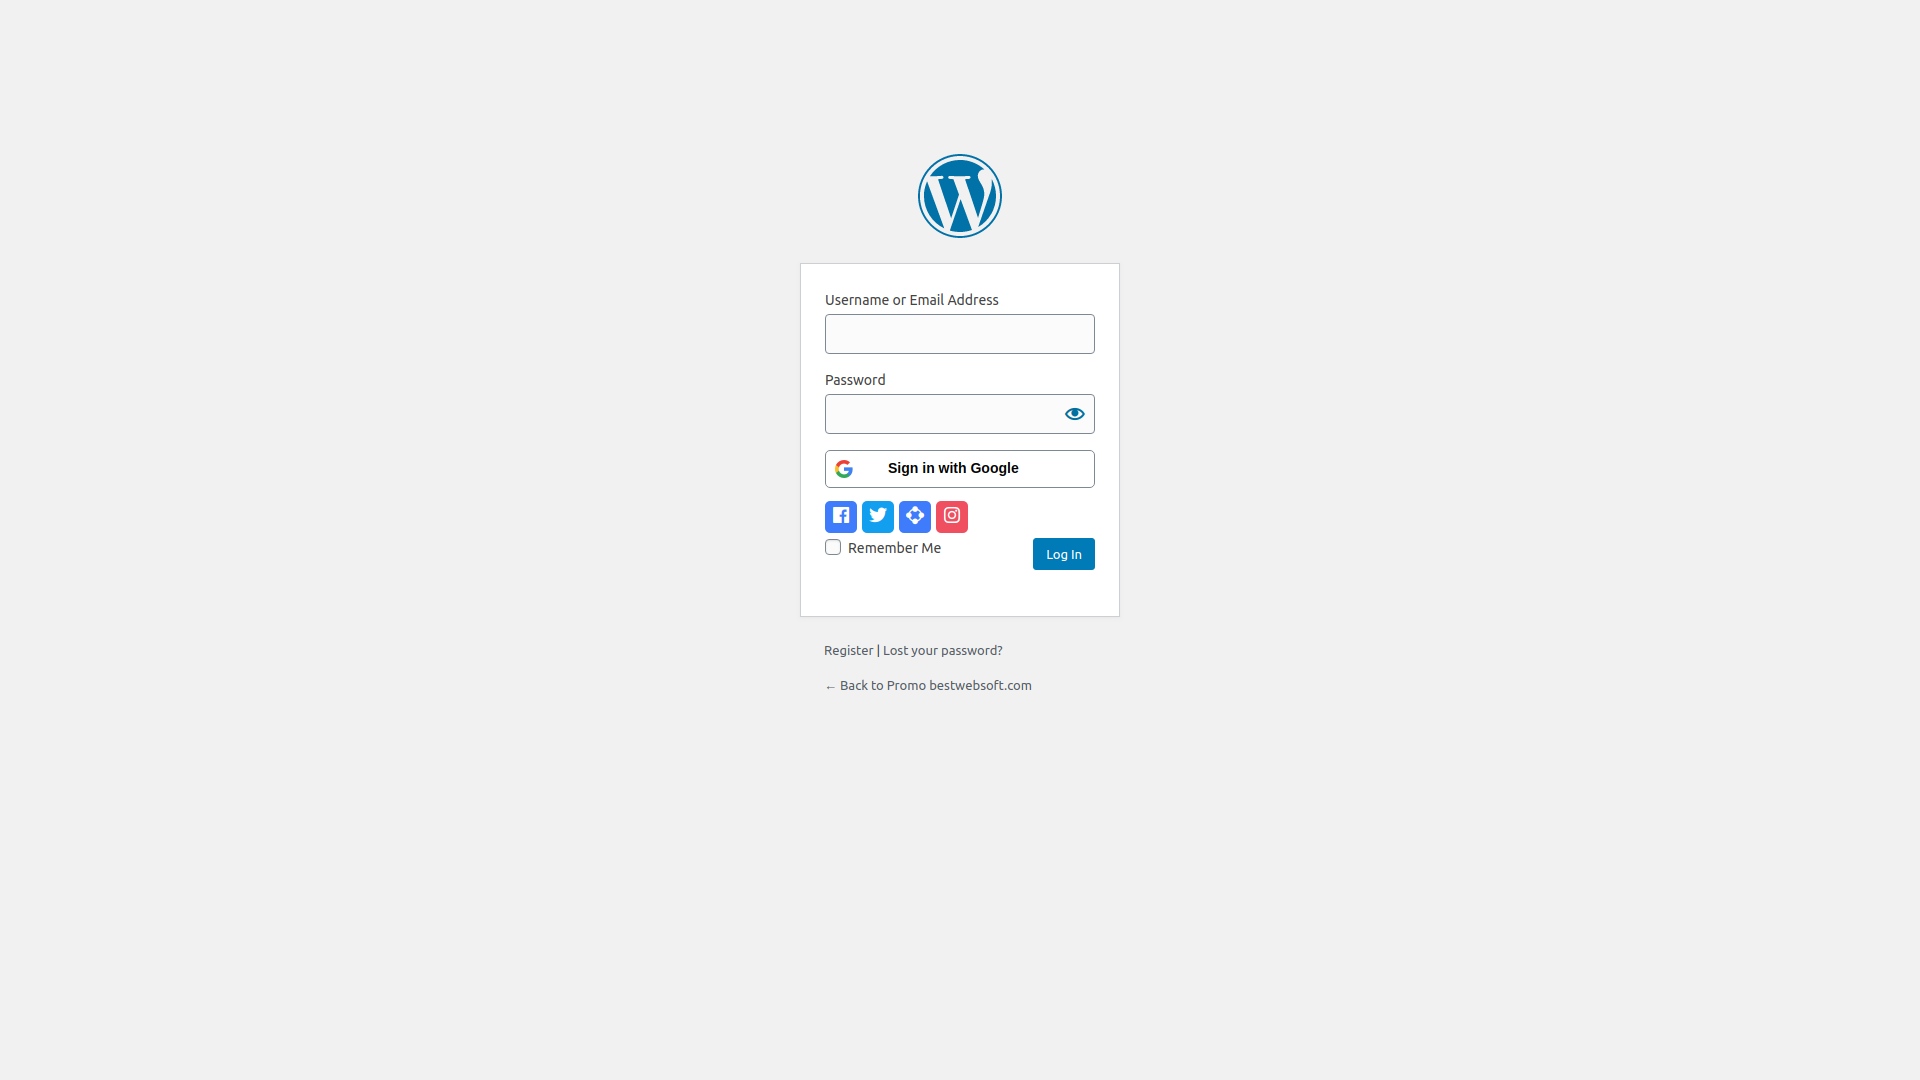 Username or Email Address
Password
Sign in with Google
Remember Me
Log In
Register | Lost your password?
← Back to Promo bestwebsoft.com